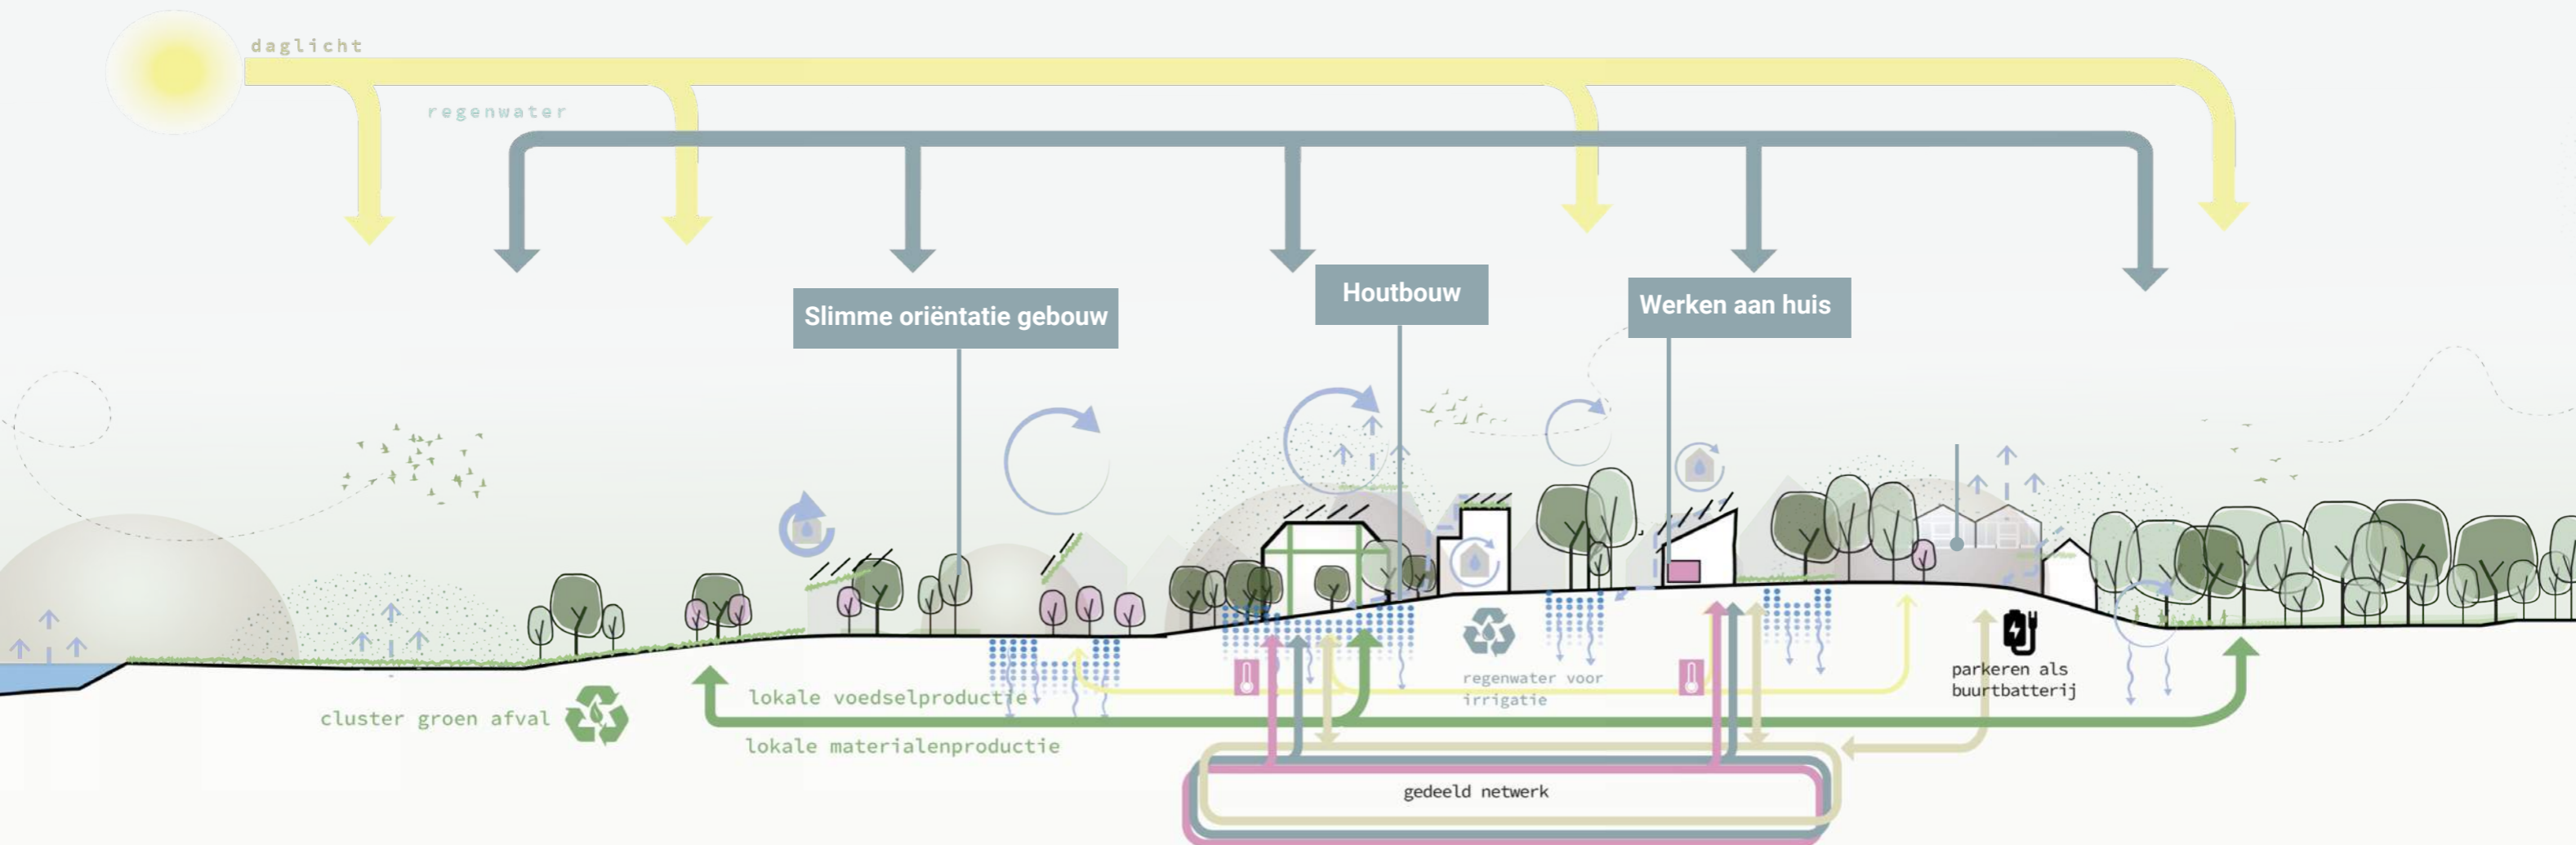 daglicht
regenwater
Slimme oriëntatie gebouw
Houtbouw
Werken aan huis
cluster groen afval
lokale voedselproductie
lokale materialenproductie
regenwater voor
irrigatie
parkeren als
buurtbatterij
gedeeld netwerk